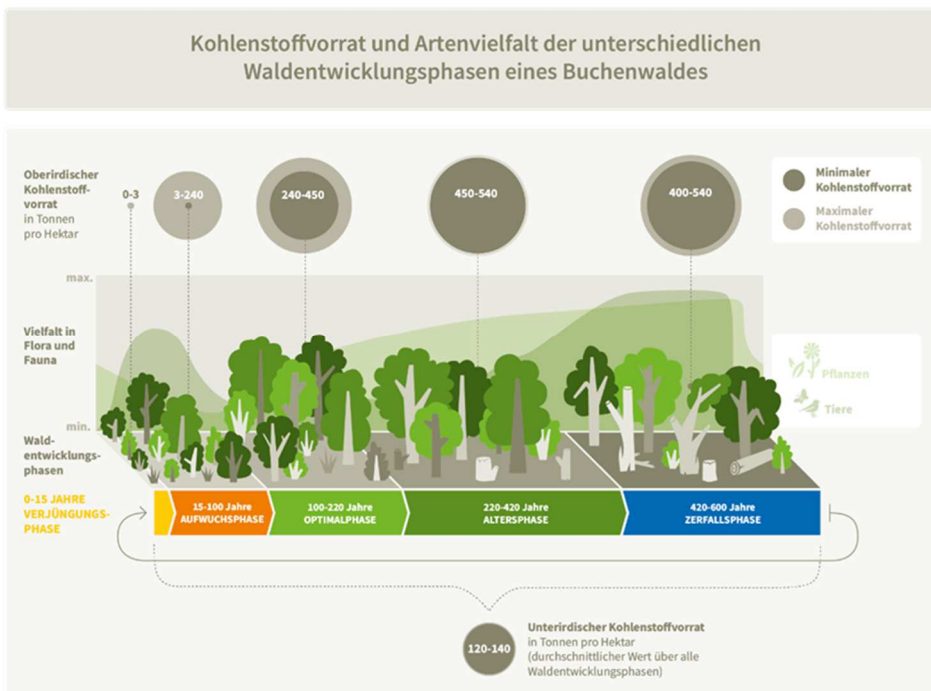 Kohlenstoffvorrat und Artenvielfalt der unterschiedlichen
Waldentwicklungsphasen eines Buchenwaldes
Oberirdischer
Kohlenstoff-
vorrat
in Tonnen
pro Hektar
0-3
3-240
240-450
450-540
400-540
Minimaler
Kohlenstoffvorrat
Maximaler
Kohlenstoffvorrat
max.
Vielfalt in
Flora und
Fauna
min.
Pflanzen
Tiere
Wald-
entwicklungs-
phasen
0-15 JAHRE
VERJÜNGUNGS-
PHASE
15-100 Jahre
AUFWUCHSPHASE
100-220 Jahre
OPTIMALPHASE
220-420 Jahre
ALTERSPHASE
420-600 Jahre
ZERFALLSPHASE
120-140
Unterirdischer Kohlenstoffvorrat
in Tonnen pro Hektar
(durchschnittlicher Wert über alle
Waldentwicklungsphasen)